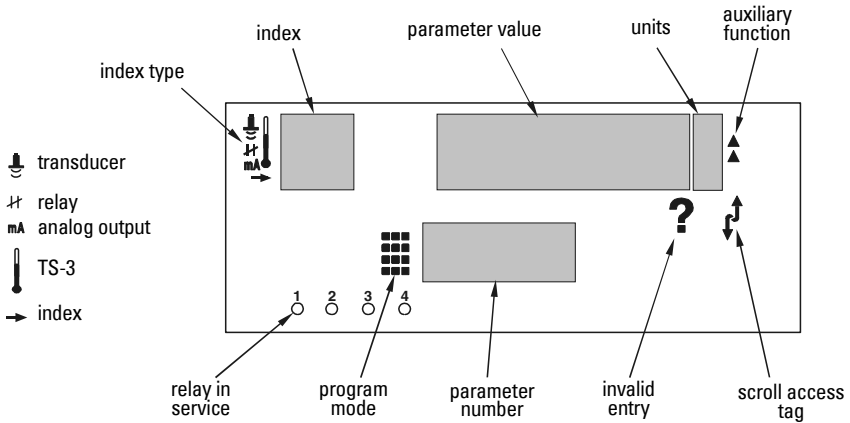 auxiliary
function
index
parameter value
units
index type
mA
transducer
relay
mA analog output
TS-3
index
?
1 2 3 4
relay in
service
program
mode
parameter
number
invalid
entry
scroll access
tag